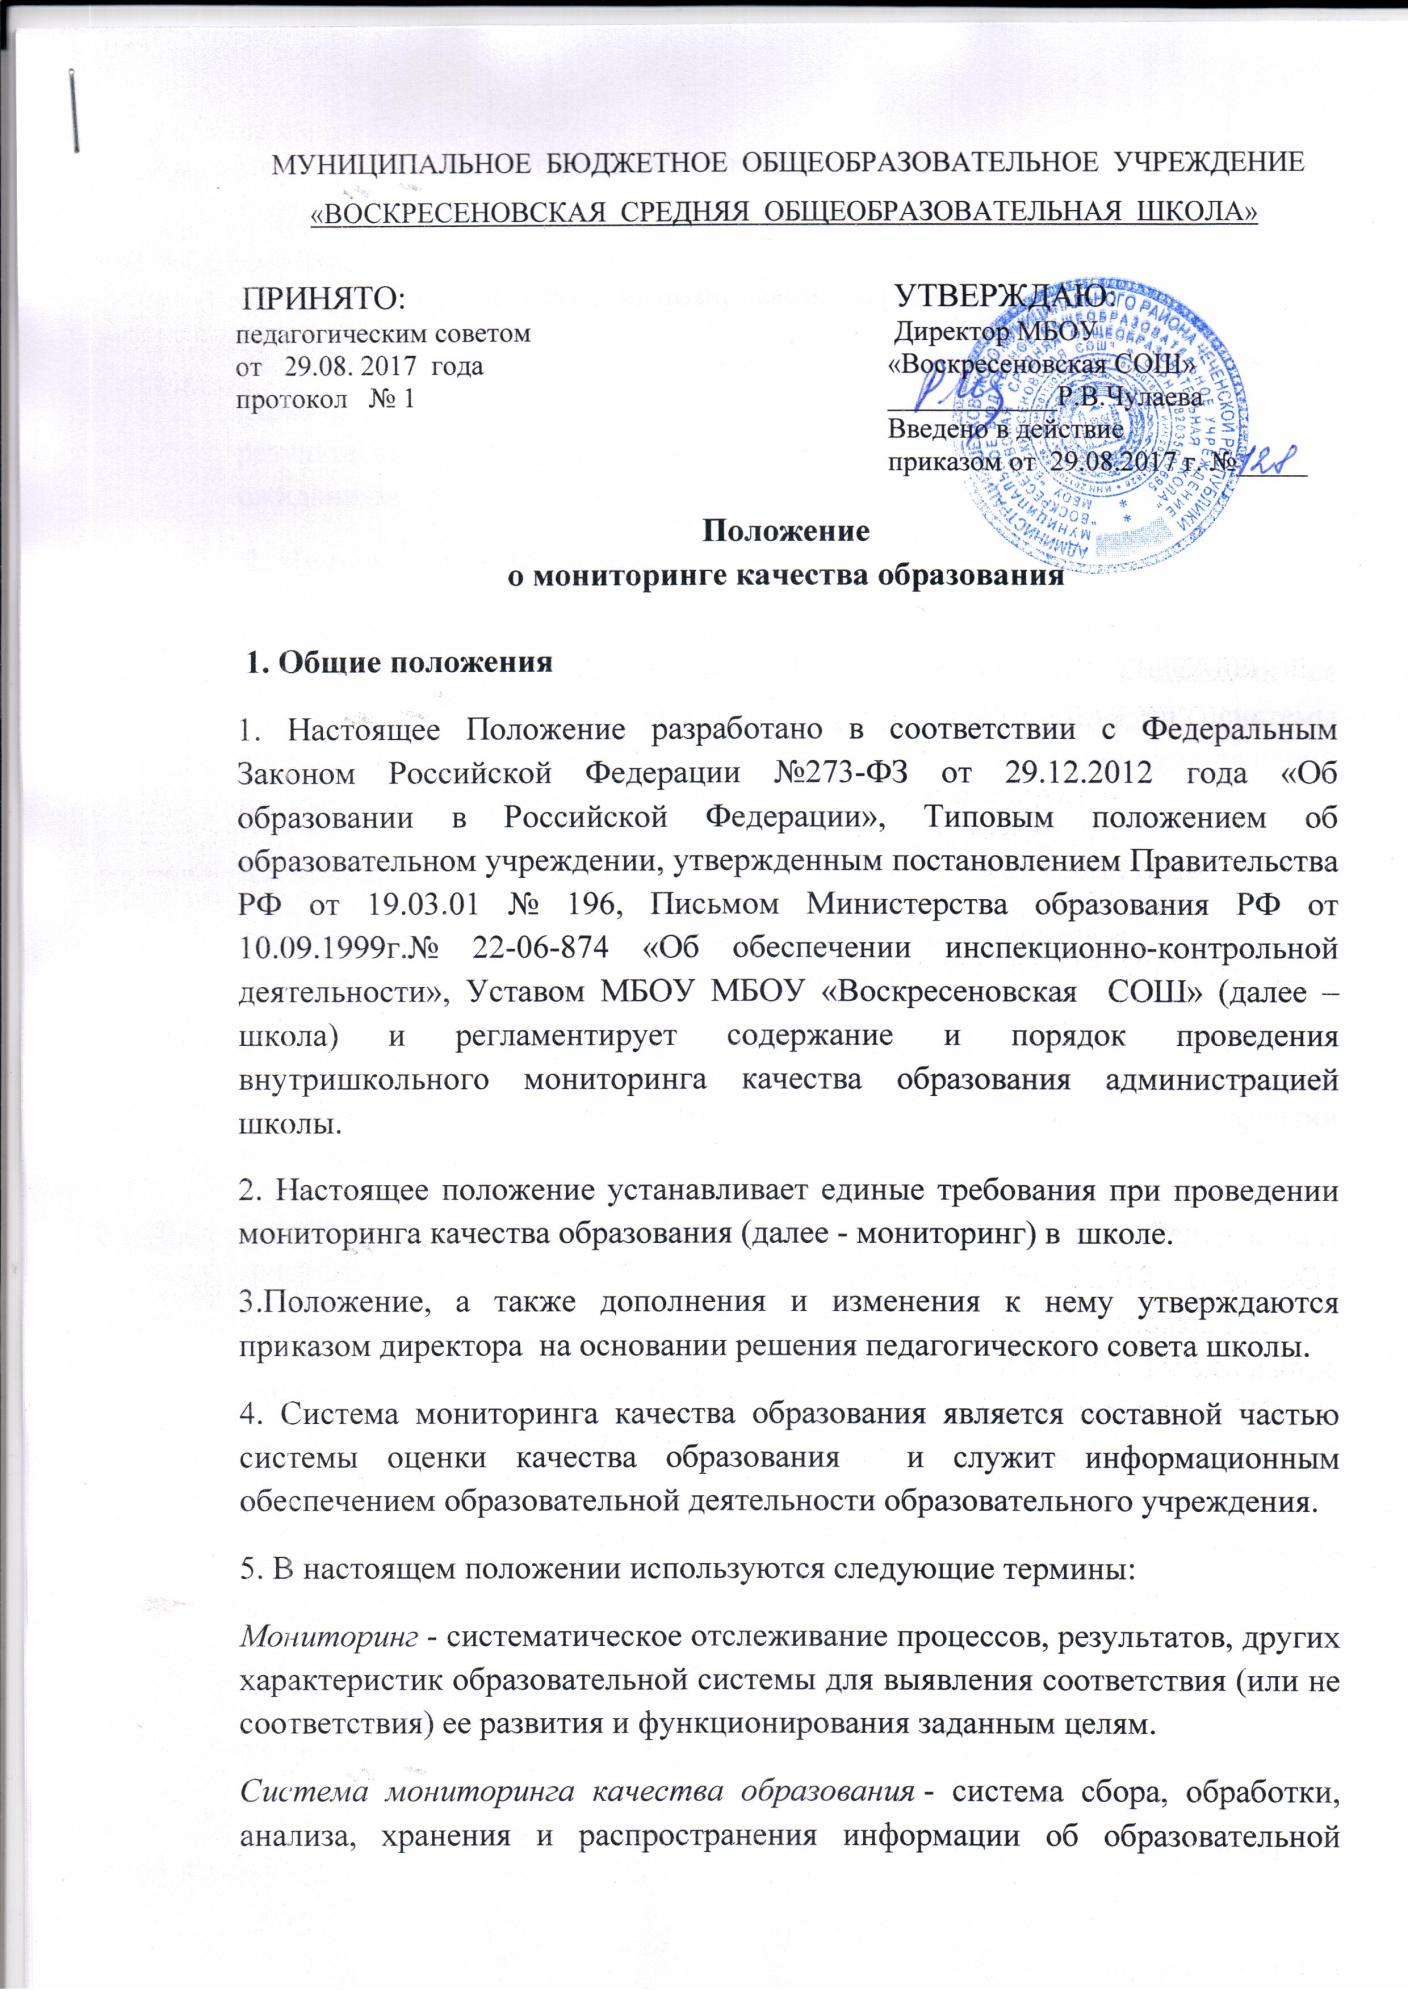 МУНИЦИПАЛЬНОЕ БЮДЖЕТНОЕ ОБЩЕОБРАЗОВАТЕЛЬНОЕ УЧРЕЖДЕНИЕ
«ВОСКРЕСЕНОВСКАЯ СРЕДНЯЯ ОБЩЕОБРАЗОВАТЕЛЬНАЯ ШКОЛА»
ПРИНЯТО:
педагогическим советом
от 29.08. 2017 года
протокол № 1
УТВЕРЖДАЮ:
Директор МБОУ
«Воскресеновская СОШ»
____________Р.В.Чулаева
Введено в действие
приказом от 29.08.2017 г. №128
Положение
о мониторинге качества образования
1. Общие положения
1. Настоящее Положение разработано в соответствии с Федеральным
Законом Российской Федерации №273-ФЗ от 29.12.2012 года «Об
образовании в Российской Федерации», Типовым положением об
образовательном учреждении, утвержденным постановлением Правительства
РФ от 19.03.01 № 196, Письмом Министерства образования РФ от
10.09.1999г.№ 22-06-874 «Об обеспечении инспекционно-контрольной
деятельности», Уставом МБОУ МБОУ «Воскресеновская СОШ» (далее –
школа) и регламентирует содержание и порядок проведения
внутришкольного мониторинга качества образования администрацией
школы.
2. Настоящее положение устанавливает единые требования при проведении
мониторинга качества образования (далее - мониторинг) в школе.
3.Положение, а также дополнения и изменения к нему утверждаются
приказом директора на основании решения педагогического совета школы.
4. Система мониторинга качества образования является составной частью
системы оценки качества образования и служит информационным
обеспечением образовательной деятельности образовательного учреждения.
5. В настоящем положении используются следующие термины:
Мониторинг - систематическое отслеживание процессов, результатов, других
характеристик образовательной системы для выявления соответствия (или не
соответствия) ее развития и функционирования заданным целям.
Система мониторинга качества образования - система сбора, обработки,
анализа, хранения и распространения информации об образовательной